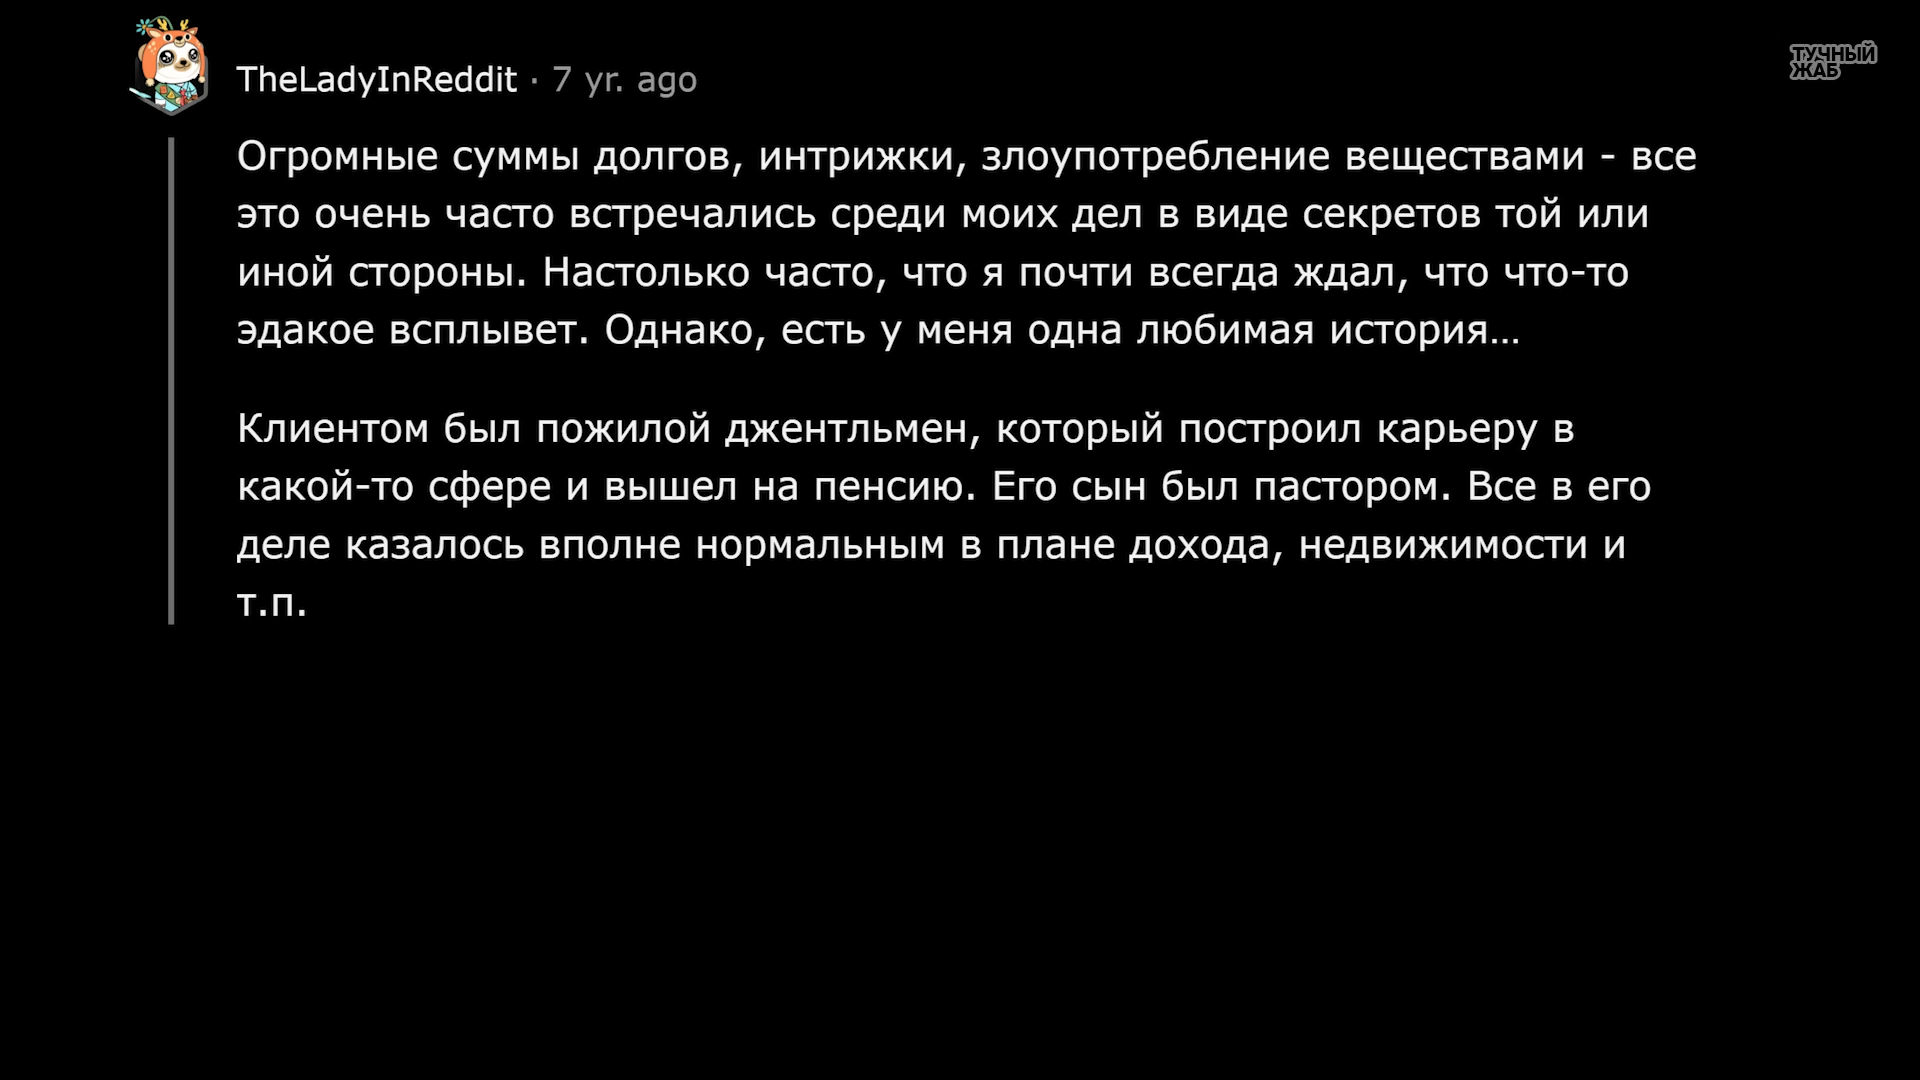 TheLadyInReddit · 7 yr. ago
ТУЧНЫЙ
ЖАБ
Огромные суммы долгов, интрижки, злоупотребление веществами - все
это очень часто встречались среди моих дел в виде секретов той или
иной стороны. Настолько часто, что я почти всегда ждал, что что-то
эдакое всплывет. Однако, есть у меня одна любимая история...
Клиентом был пожилой джентльмен, который построил карьеру в
какой-то сфере и вышел на пенсию. Его сын был пастором. Все в его
деле казалось вполне нормальным в плане дохода, недвижимости и
т.п.